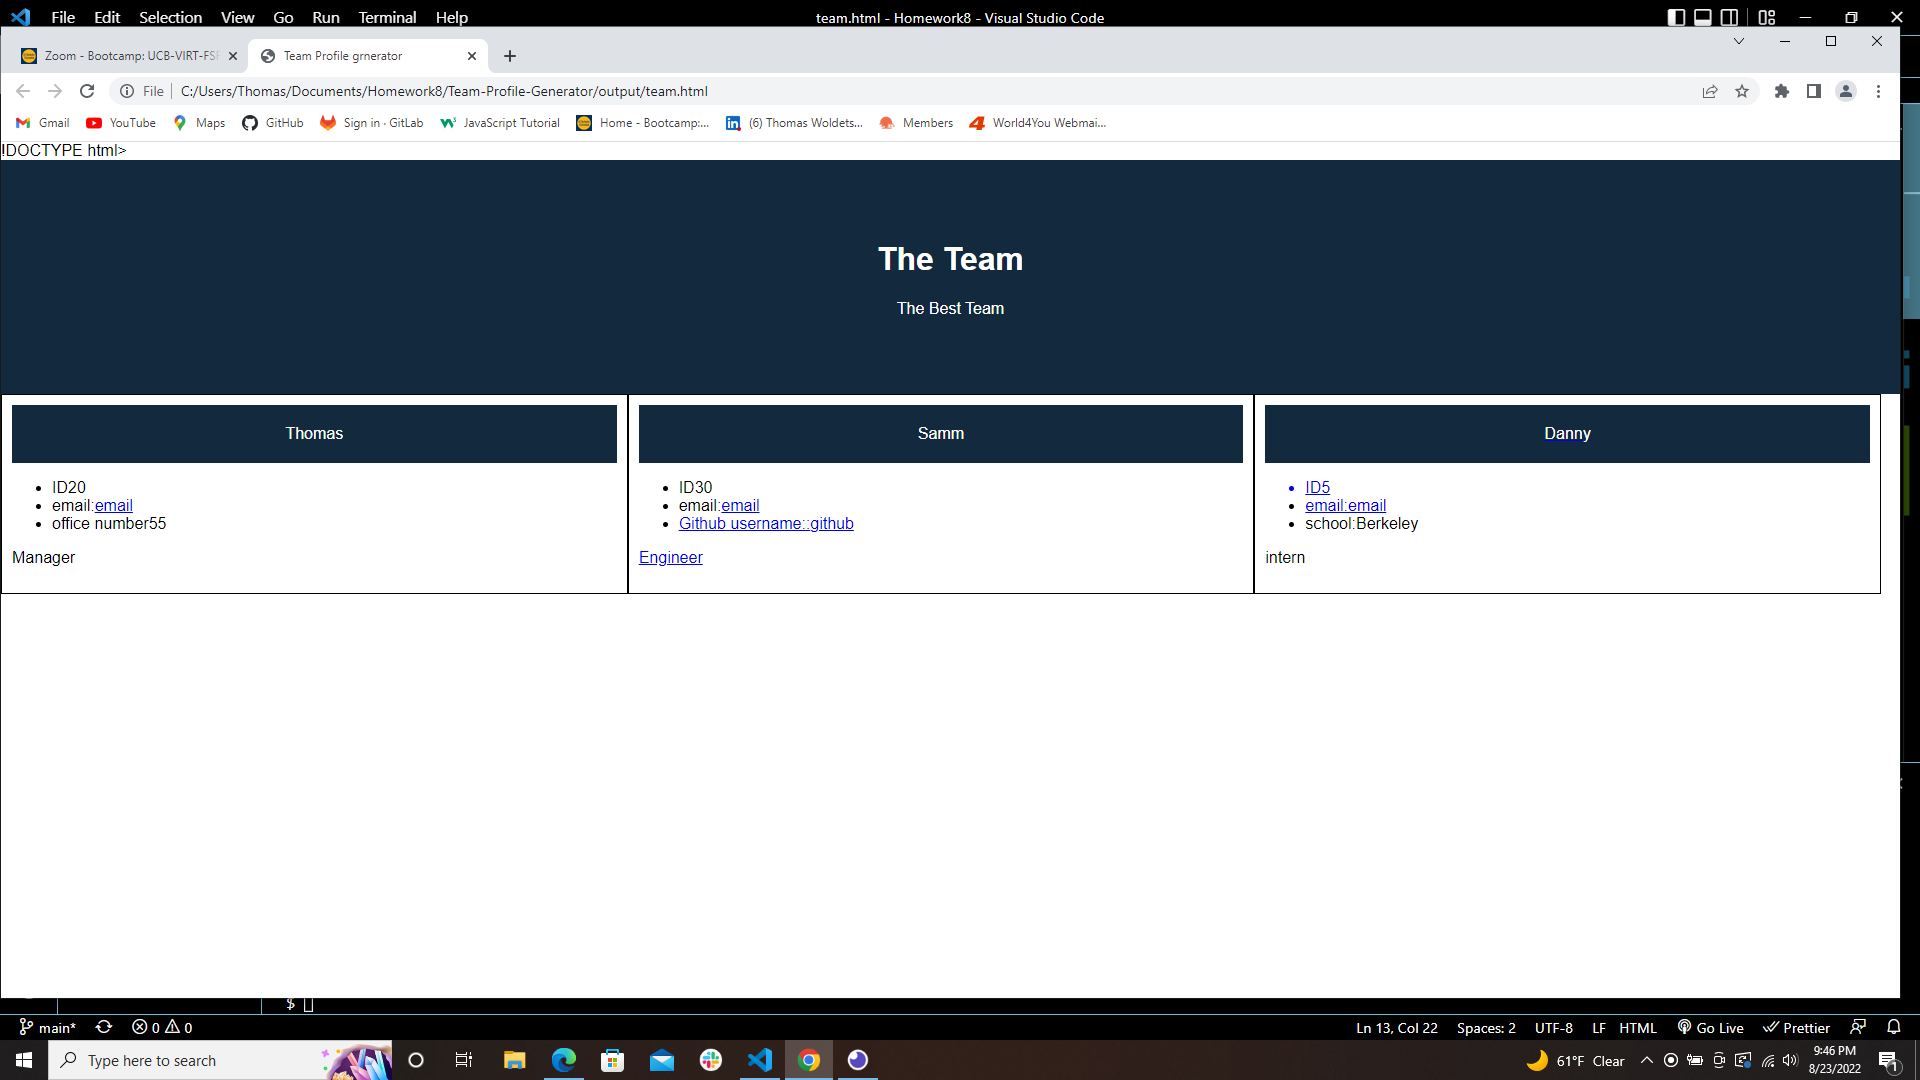 File Edit Selection View Go Run Terminal Help team.html - Homework8 - Visual Studio Code
Zoom - Bootcamp: UCB-VIRT-FSF Team Profile grnerator
File C:/Users/Thomas/Documents/Homework8/Team-Profile-Generator/output/team.html
Gmail YouTube Maps GitHub Sign in · GitLab JavaScript Tutorial Home - Bootcamp:... (6) Thomas Woldets... Members World4You Webmai...
!DOCTYPE html>
The Team
The Best Team
Thomas
ID20
email:email
office number55
Manager
Samm
ID30
email:email
Github username::github
Engineer
Danny
ID5
email:email
school:Berkeley
intern
$
main* 0 0 Ln 13, Col 22 Spaces: 2 UTF-8 LF HTML Go Live Prettier
Type here to search 61°F Clear 9:46 PM
8/23/2022 1